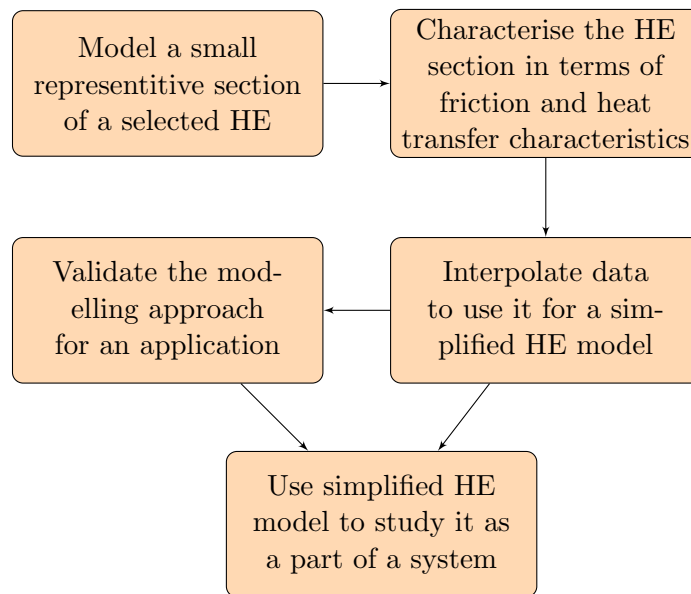 Model a small
representitive section
of a selected HE
Characterise the HE
section in terms of
friction and heat
transfer characteristics
Validate the mod-
elling approach
for an application
Interpolate data
to use it for a sim-
plified HE model
Use simplified HE
model to study it as
a part of a system